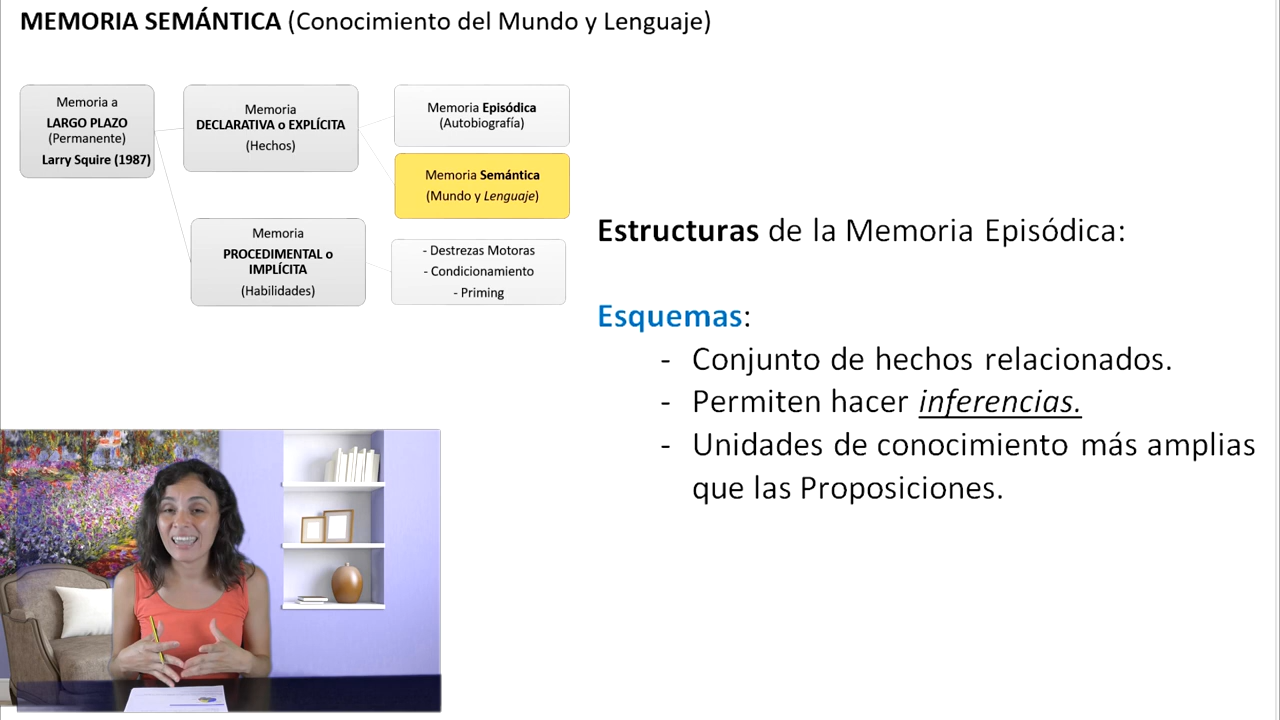 MEMORIA SEMÁNTICA (Conocimiento del Mundo y Lenguaje)
Memoria a
LARGO PLAZO
(Permanente)
Larry Squire (1987)
Memoria
DECLARATIVA o EXPLÍCITA
(Hechos)
Memoria Episódica
(Autobiografía)
Memoria Semántica
(Mundo y Lenguaje)
Memoria
PROCEDIMENTAL o
IMPLÍCITA
(Habilidades)
- Destrezas Motoras
- Condicionamiento
- Priming
Estructuras de la Memoria Episódica:
Esquemas:
- Conjunto de hechos relacionados.
- Permiten hacer inferencias.
- Unidades de conocimiento más amplias
que las Proposiciones.